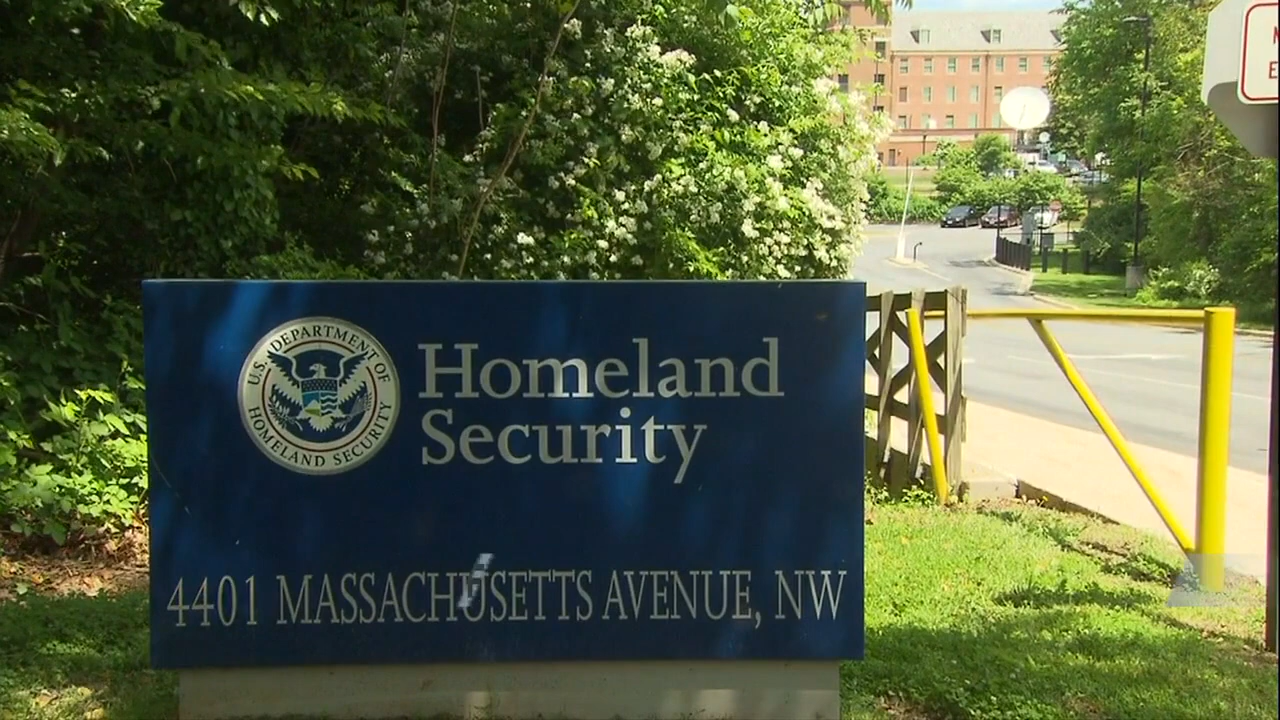 U.S. DEPARTMENT OF
HOMELAND SECURITY
Homeland
Security
4401 MASSACHUSETTS AVENUE, NW